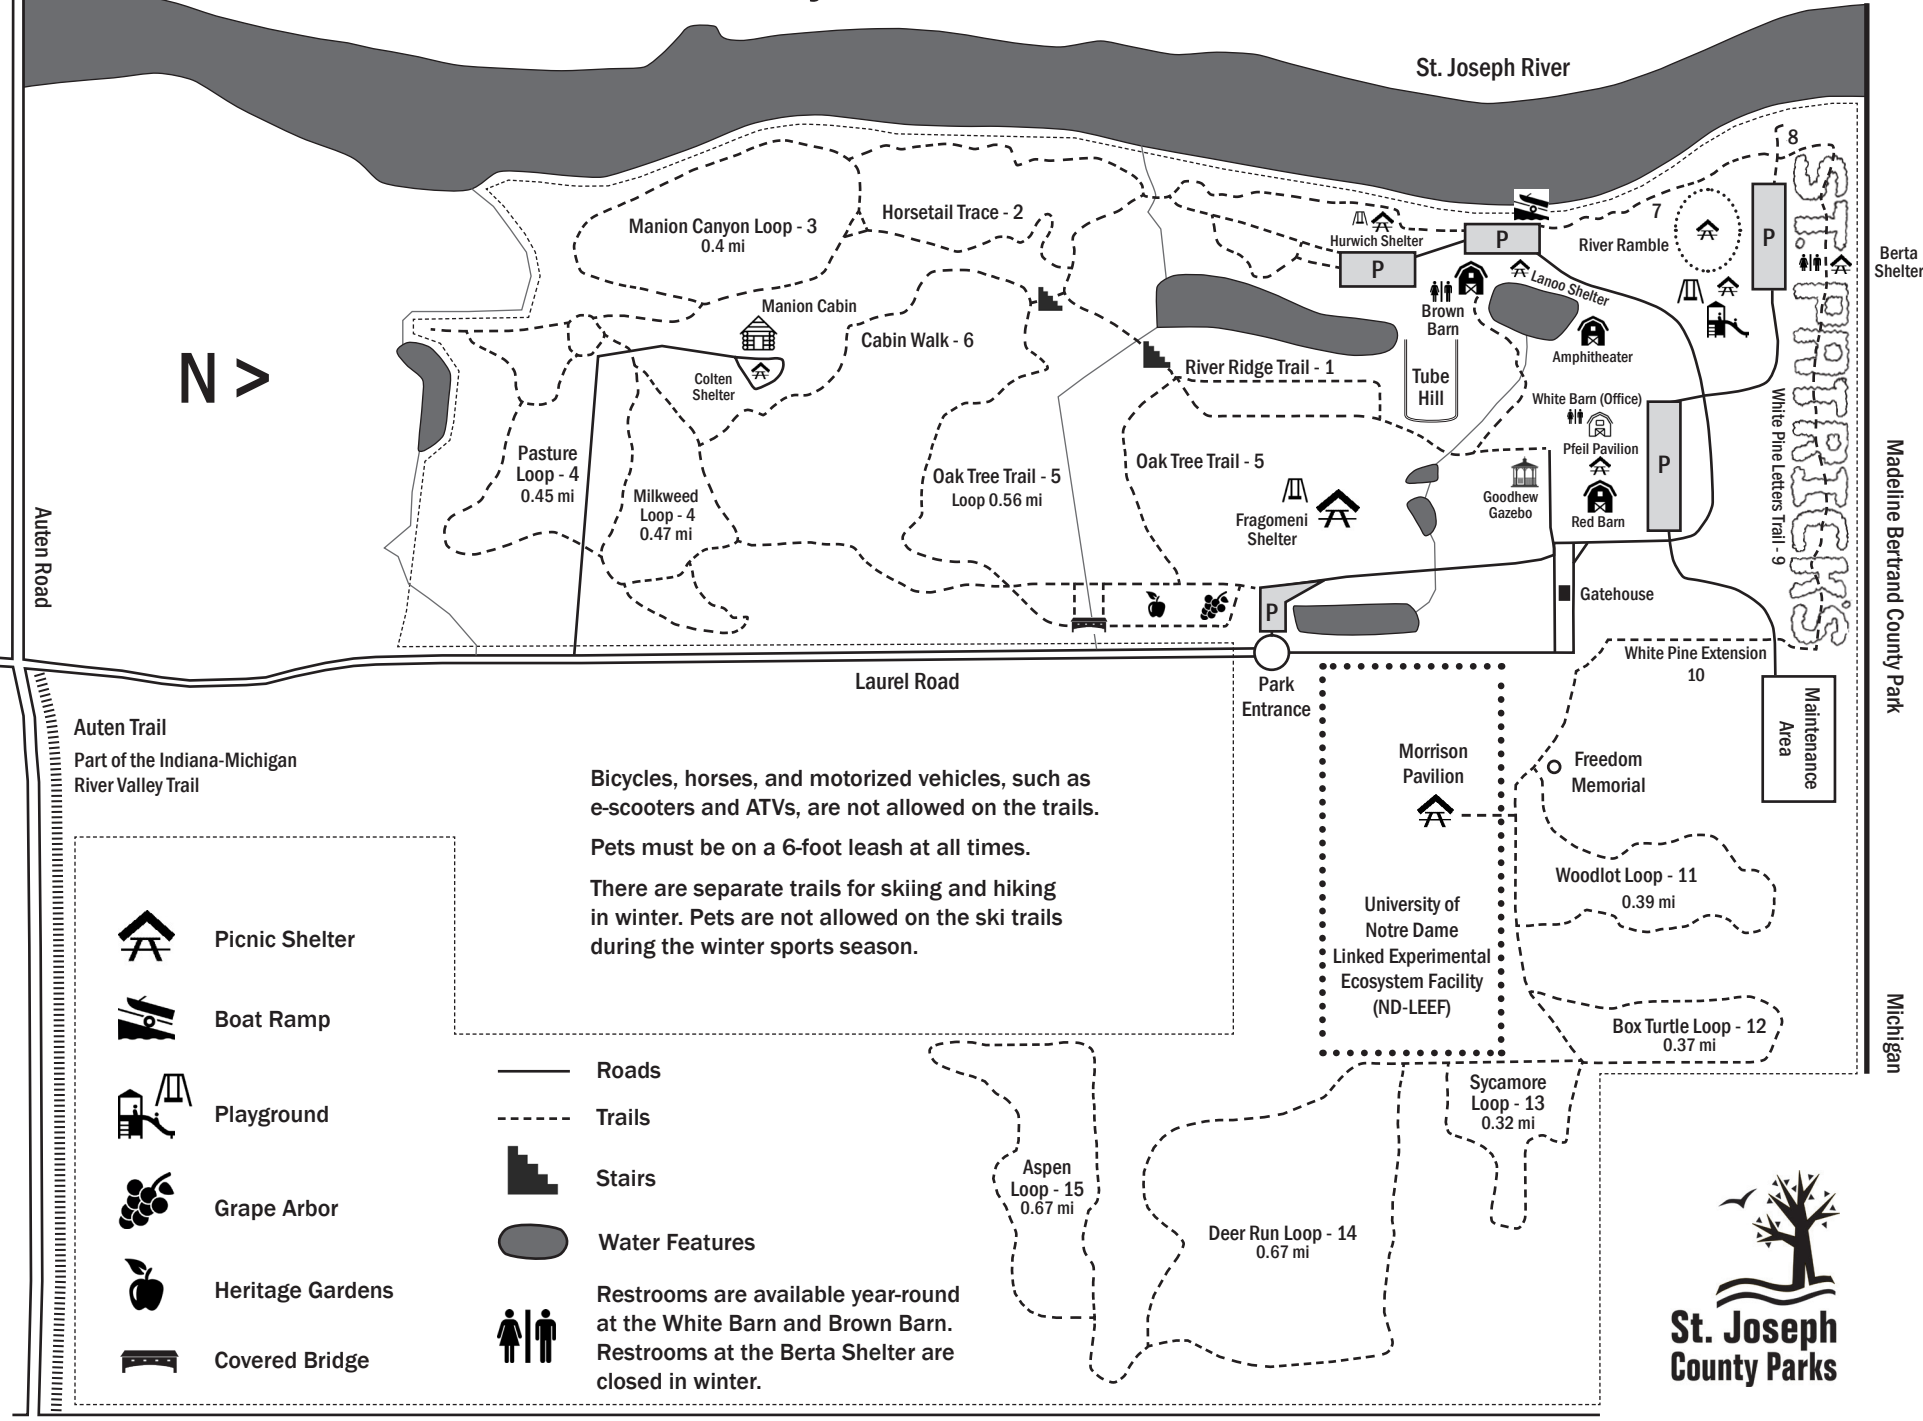 St. Joseph River
8
7
River Ramble
P
ST. PATRICK'S
Berta
Shelter
Manion Canyon Loop - 3
0.4 mi
Horsetail Trace - 2
Hurwich Shelter
P
P
Lanoo Shelter
Brown
Barn
Amphitheater
Manion Cabin
Cabin Walk - 6
Colten
Shelter
N >
River Ridge Trail - 1
Tube
Hill
White Barn (Office)
Pfeil Pavilion
P
Red Barn
White Pine Letters Trail - 9
Madeline Bertrand County Park
Pasture
Loop - 4
0.45 mi
Milkweed
Loop - 4
0.47 mi
Oak Tree Trail - 5
Loop 0.56 mi
Oak Tree Trail - 5
Fragomeni
Shelter
Goodhew
Gazebo
Auten Road
P
Gatehouse
White Pine Extension
10
Laurel Road
Park
Entrance
Maintenance
Area
Auten Trail
Part of the Indiana-Michigan
River Valley Trail
Morrison
Pavilion
Freedom
Memorial
Bicycles, horses, and motorized vehicles, such as
e-scooters and ATVs, are not allowed on the trails.
Pets must be on a 6-foot leash at all times.
There are separate trails for skiing and hiking
in winter. Pets are not allowed on the ski trails
during the winter sports season.
Woodlot Loop - 11
0.39 mi
University of
Notre Dame
Linked Experimental
Ecosystem Facility
(ND-LEEF)
Box Turtle Loop - 12
0.37 mi
Michigan
Sycamore
Loop - 13
0.32 mi
Aspen
Loop - 15
0.67 mi
Deer Run Loop - 14
0.67 mi
Picnic Shelter
Boat Ramp
Playground
Grape Arbor
Heritage Gardens
Covered Bridge
Roads
Trails
Stairs
Water Features
Restrooms are available year-round
at the White Barn and Brown Barn.
Restrooms at the Berta Shelter are
closed in winter.
St. Joseph
County Parks